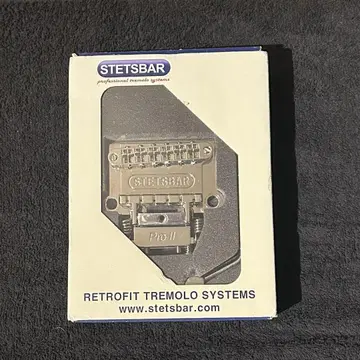 STETSBAR
professional tremolo systems
STETSBAR
Pro II
RETROFIT TREMOLO SYSTEMS
www.stetsbar.com